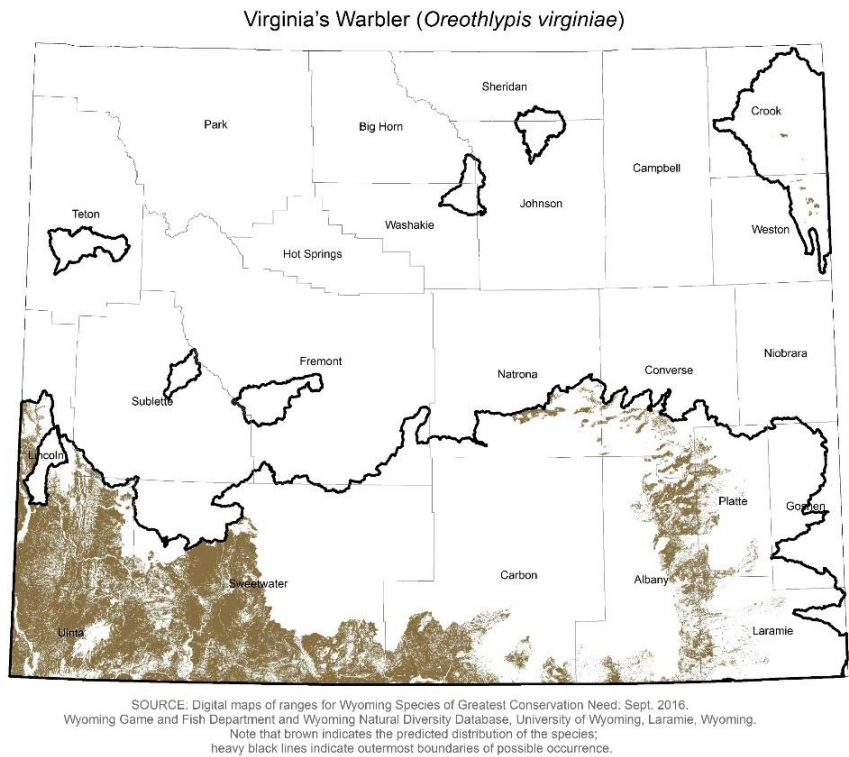 Virginia's Warbler (Oreothlypis virginiae)
Sheridan
Crook
Park
Big Horn
Campbell
Johnson
Teton
Washakie
Weston
Hot Springs
Niobrara
Fremont
Converse
Natrona
Sublette
Lincoln
Platte
Goshen
Sweetwater
Carbon
Albany
Uinta
Laramie
SOURCE: Digital maps of ranges for Wyoming Species of Greatest Conservation Need: Sept. 2016.
Wyoming Game and Fish Department and Wyoming Natural Diversity Database, University of Wyoming, Laramie, Wyoming.
Note that brown indicates the predicted distribution of the species;
heavy black lines indicate outermost boundaries of possible occurrence.